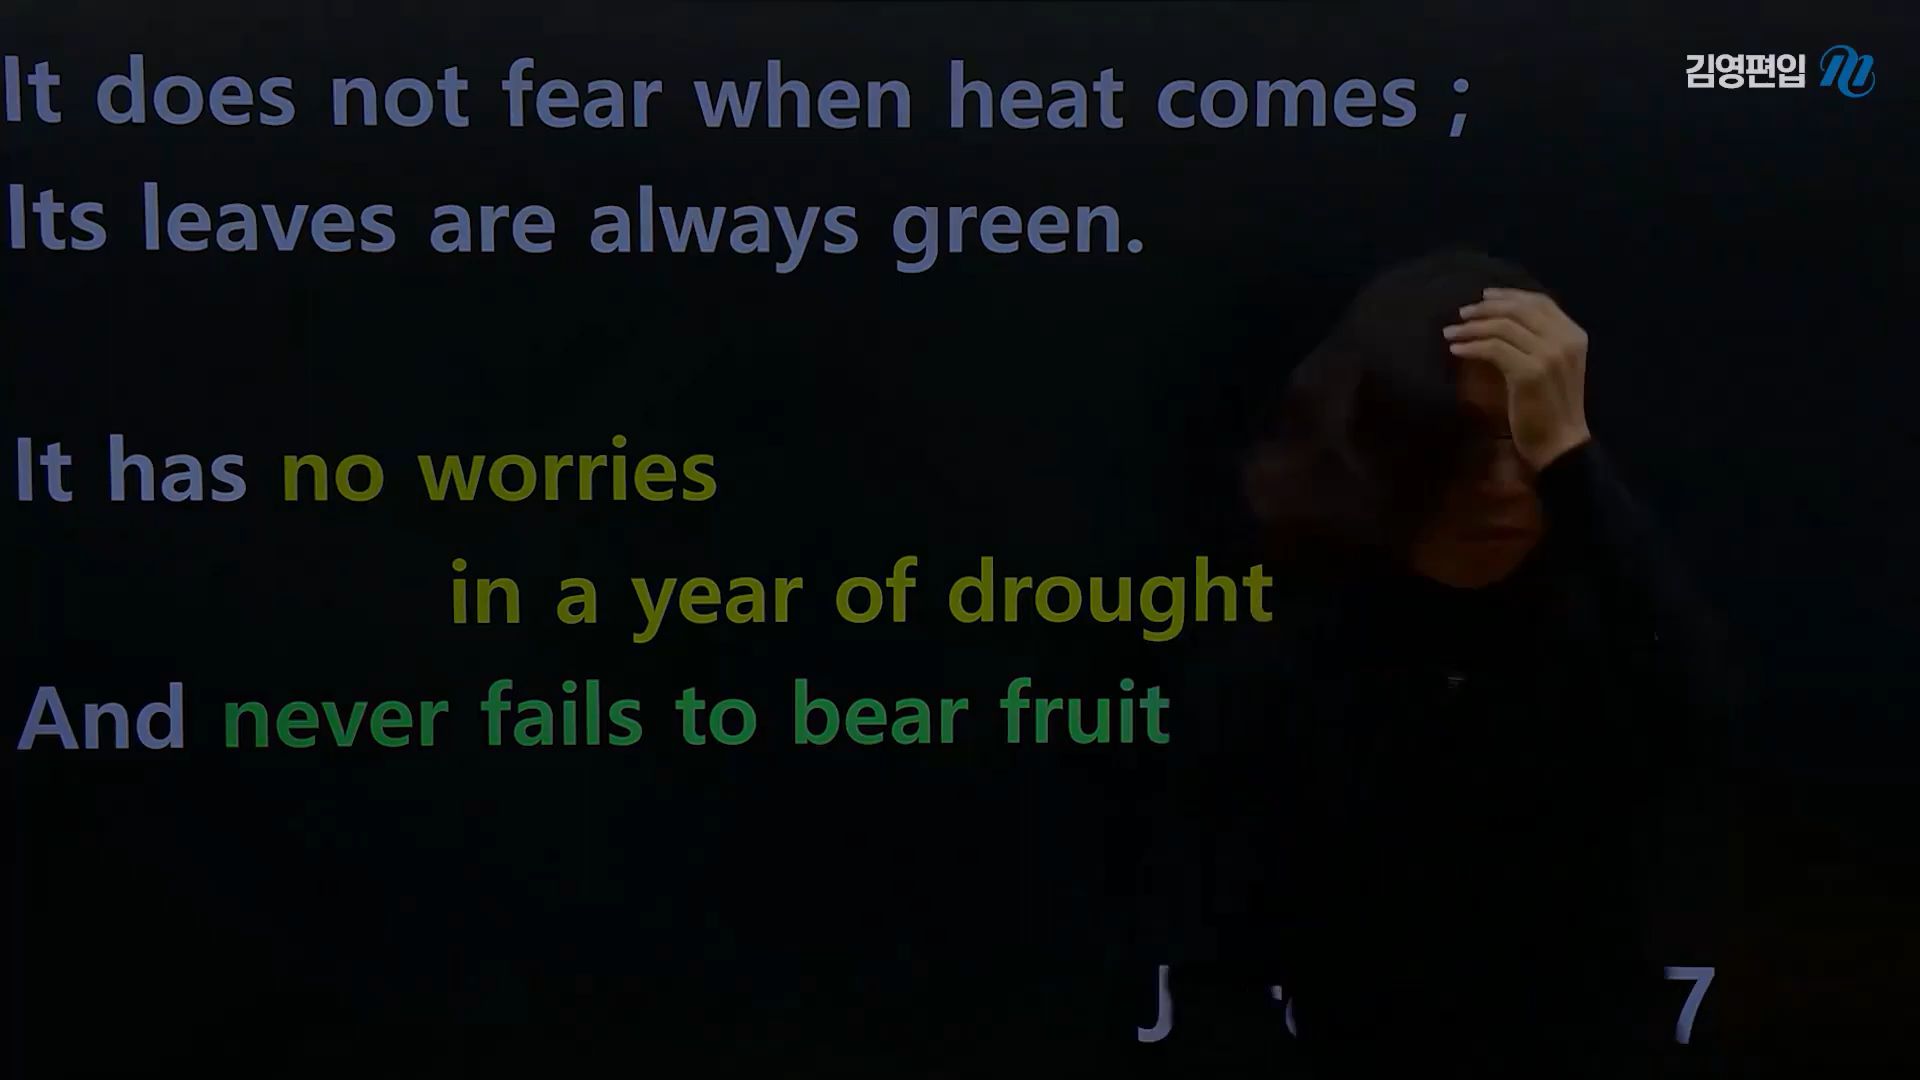 It does not fear when heat comes ;
김영편입
Its leaves are always green.
It has no worries
in a year of drought
And never fails to bear fruit
7